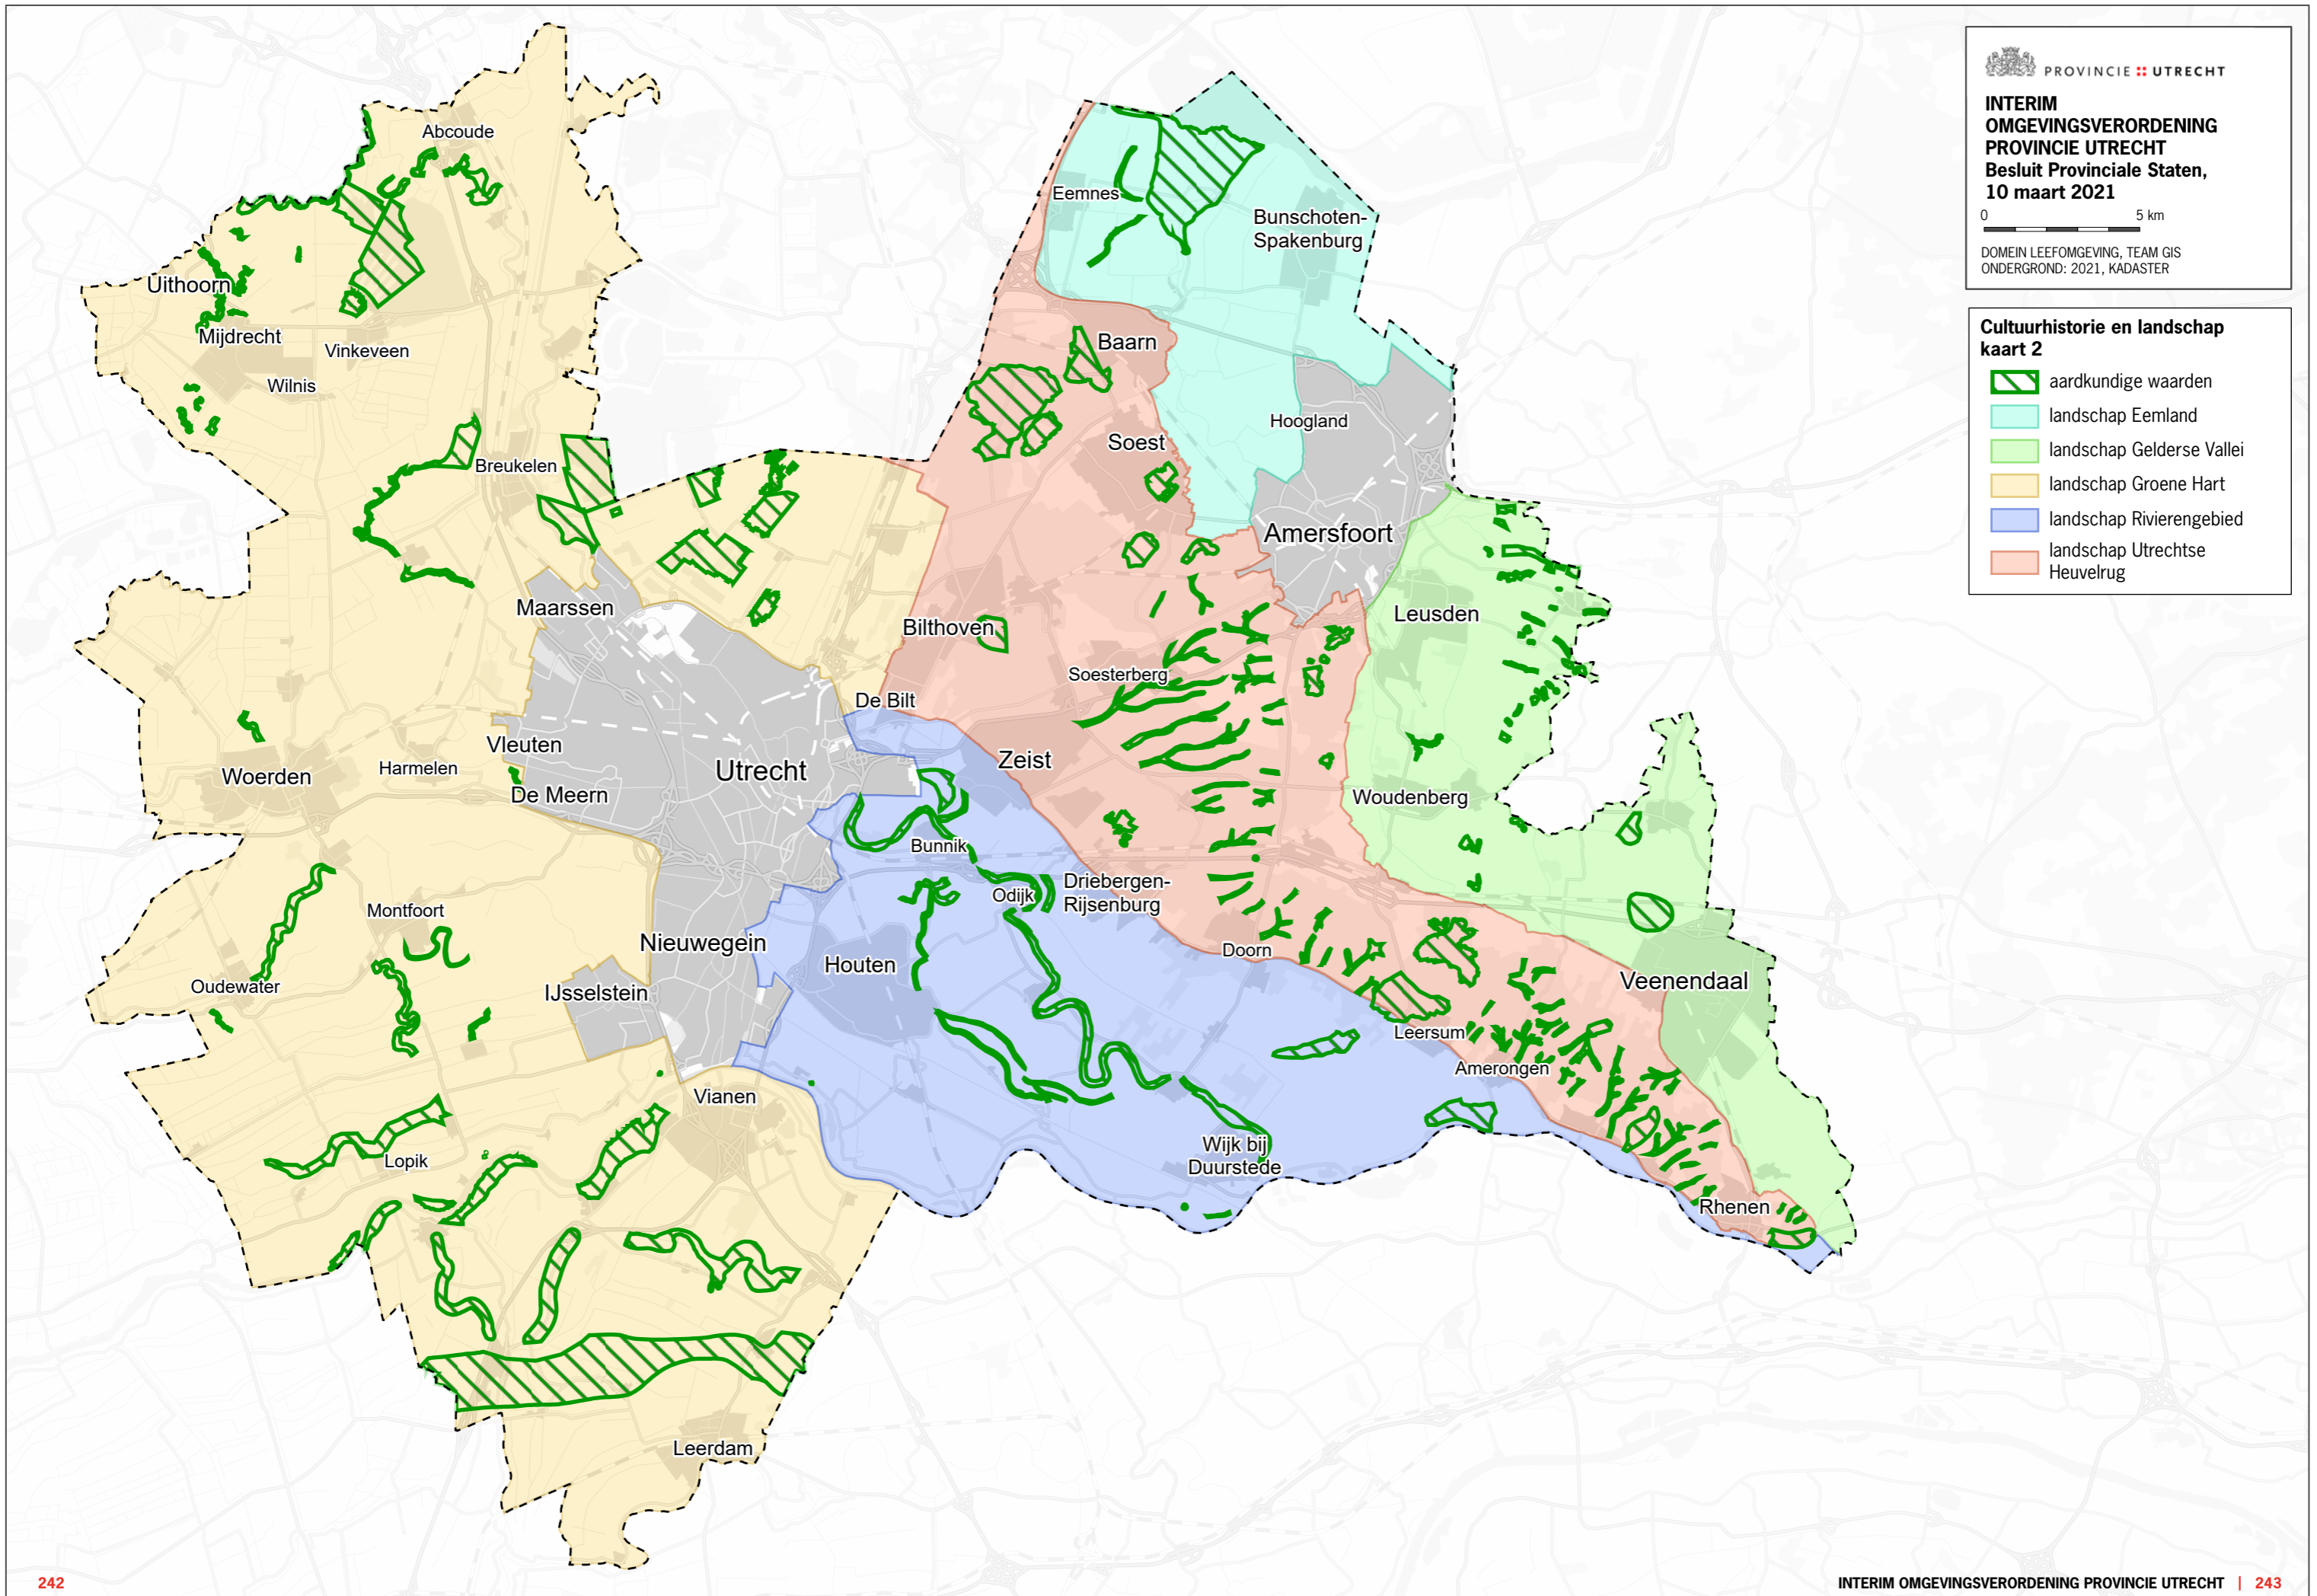 PROVINCIE UTRECHT
INTERIM
OMGEVINGSVERORDENING
PROVINCIE UTRECHT
Besluit Provinciale Staten,
10 maart 2021
0 5 km
DOMEIN LEEFOMGEVING, TEAM GIS
ONDERGROND: 2021, KADASTER
Cultuurhistorie en landschap
kaart 2
aardkundige waarden
landschap Eemland
landschap Gelderse Vallei
landschap Groene Hart
landschap Rivierengebied
landschap Utrechtse
Heuvelrug
Abcoude
Eemnes
Bunschoten-
Spakenburg
Uithoorn
Mijdrecht
Vinkeveen
Wilnis
Baarn
Hoogland
Soest
Breukelen
Amersfoort
Maarssen
Leusden
Bilthoven
Soesterberg
De Bilt
Vleuten
Zeist
Woerden
Harmelen
Utrecht
De Meern
Woudenberg
Bunnik
Driebergen-
Rijsenburg
Odijk
Montfoort
Nieuwegein
Doorn
Houten
Veenendaal
Oudewater
IJsselstein
Leersum
Amerongen
Vianen
Wijk bij
Duurstede
Lopik
Rhenen
Leerdam
242
INTERIM OMGEVINGSVERORDENING PROVINCIE UTRECHT | 243